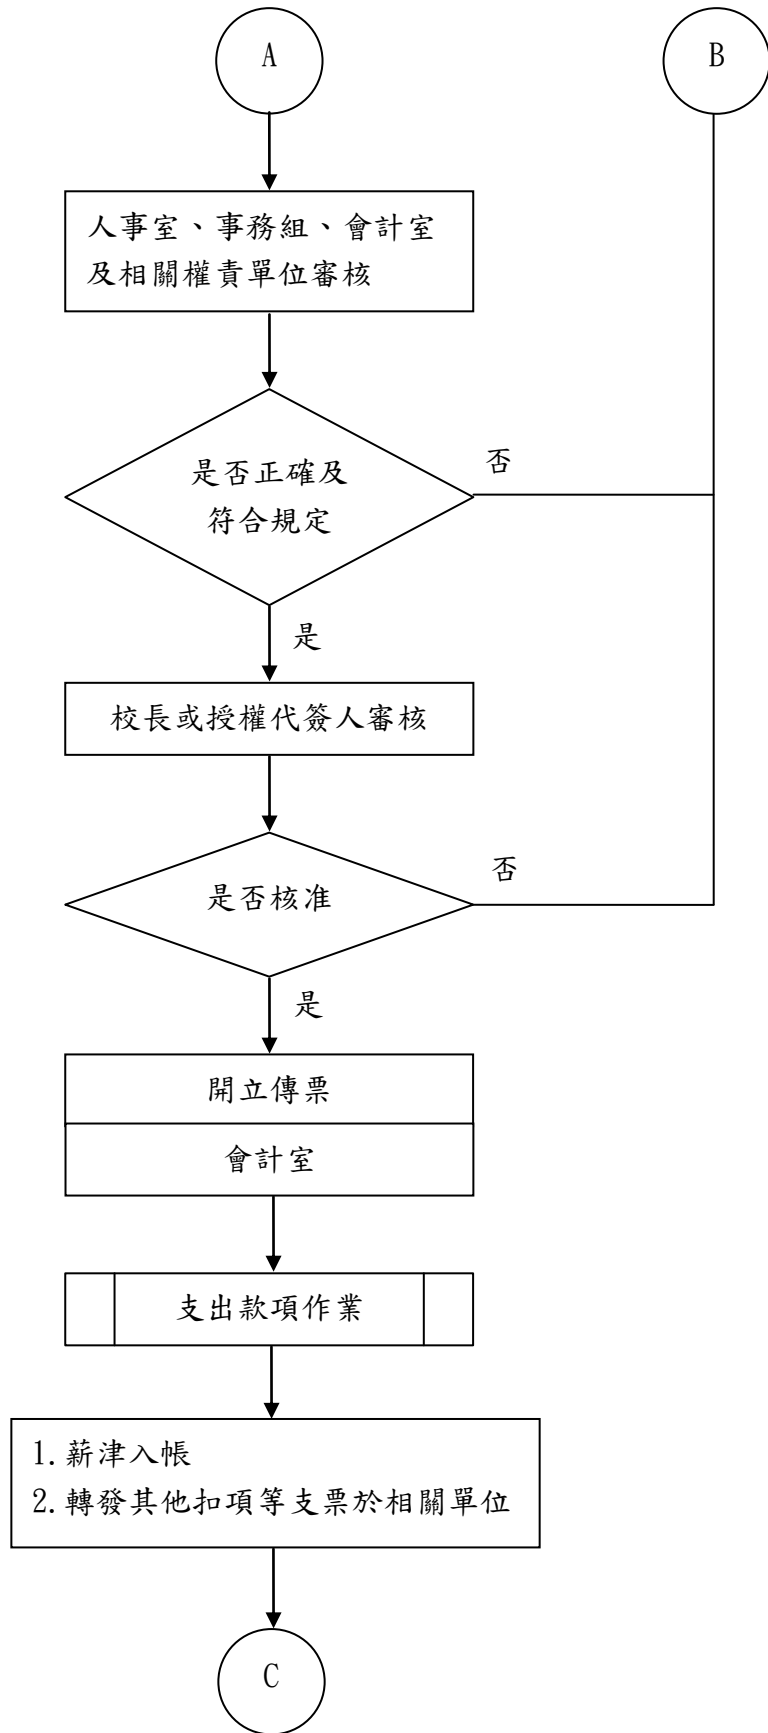 A
B
人事室、事務組、會計室
及相關權責單位審核
是否正確及
符合規定
否
是
校長或授權代簽人審核
是否核准
否
是
開立傳票
會計室
支出款項作業
1.薪津入帳
2.轉發其他扣項等支票於相關單位
C